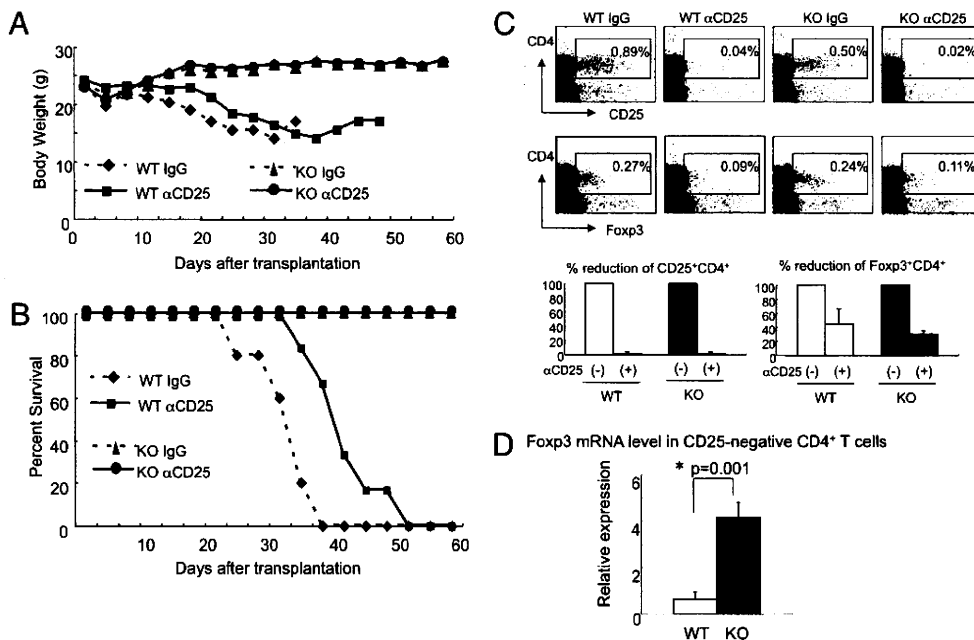 A
Body Weight (g)
30
20
10
0
WT IgG
WT αCD25
KO IgG
KO αCD25
0 10 20 30 40 50 60
Days after transplantation
B
Percent Survival
100
80
60
40
20
0
WT IgG
WT αCD25
KO IgG
KO αCD25
10 20 30 40 50 60
Days after transplantation
C
WT IgG WT αCD25 KO IgG KO αCD25
CD4
0.89% 0.04% 0.50% 0.02%
CD25
CD4
0.27% 0.09% 0.24% 0.11%
Foxp3
% reduction of CD25⁺CD4⁺
100
80
60
40
20
0
αCD25 (-) (+) (-) (+)
WT KO
% reduction of Foxp3⁺CD4⁺
100
80
60
40
20
0
αCD25 (-) (+) (-) (+)
WT KO
D Foxp3 mRNA level in CD25-negative CD4⁺ T cells
Relative expression
* p=0.001
6
4
2
0
WT KO